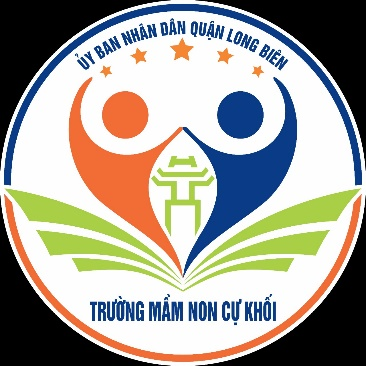 ỦY BAN NHÂN DÂN QUẬN LONG BIÊN
TRƯỜNG MẦM NON CỰ KHỐI